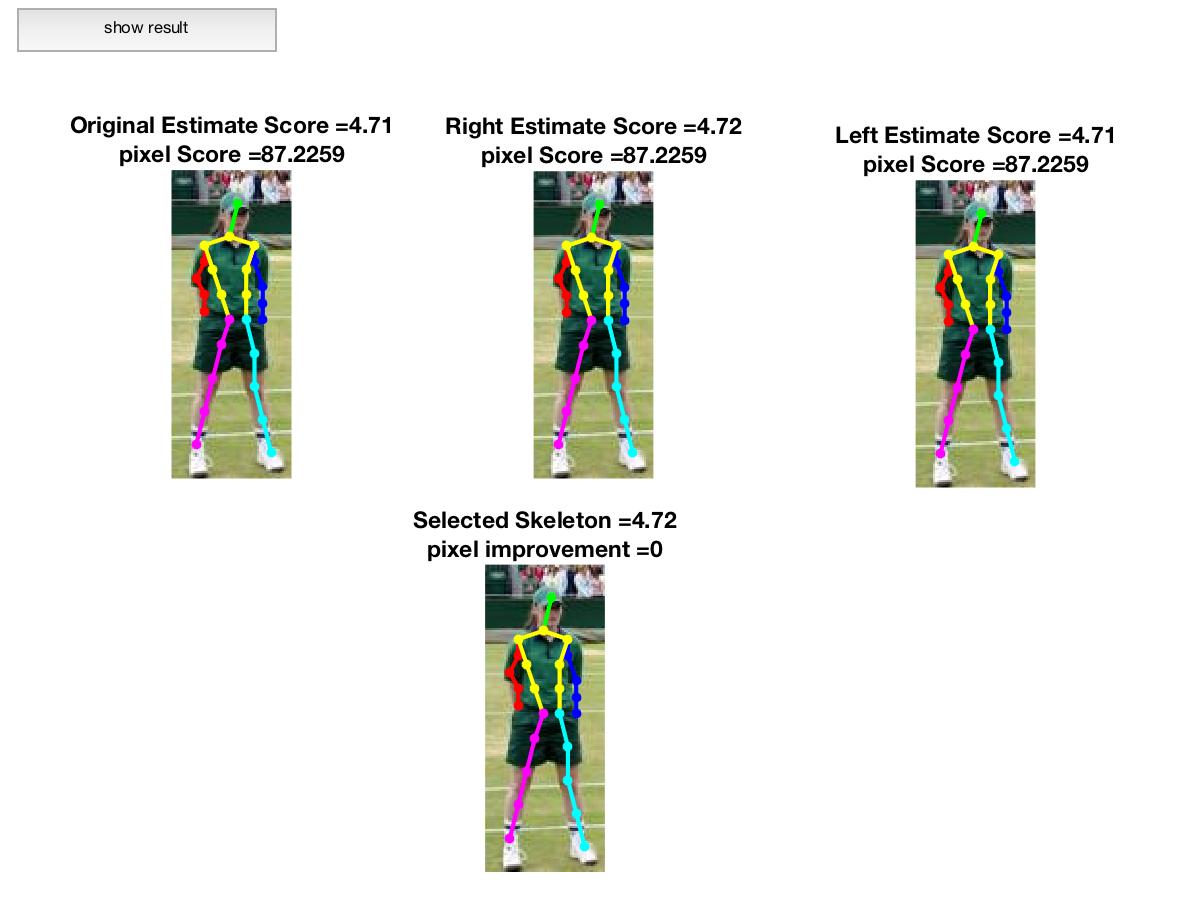 show result
Original Estimate Score =4.71
pixel Score =87.2259
Right Estimate Score =4.72
pixel Score =87.2259
Left Estimate Score =4.71
pixel Score =87.2259
Selected Skeleton =4.72
pixel improvement =0